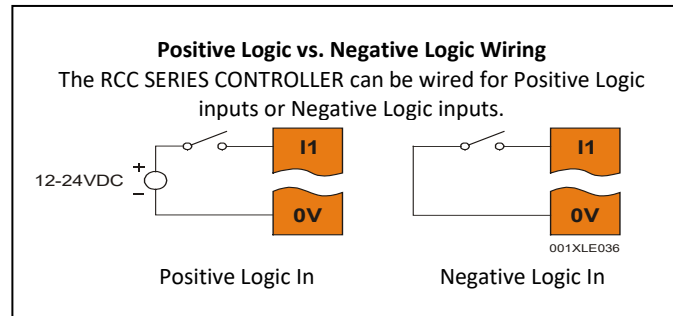 Positive Logic vs. Negative Logic Wiring
The RCC SERIES CONTROLLER can be wired for Positive Logic
inputs or Negative Logic inputs.
I1
I1
+
12-24VDC
−
0V
0V
001XLE036
Positive Logic In
Negative Logic In